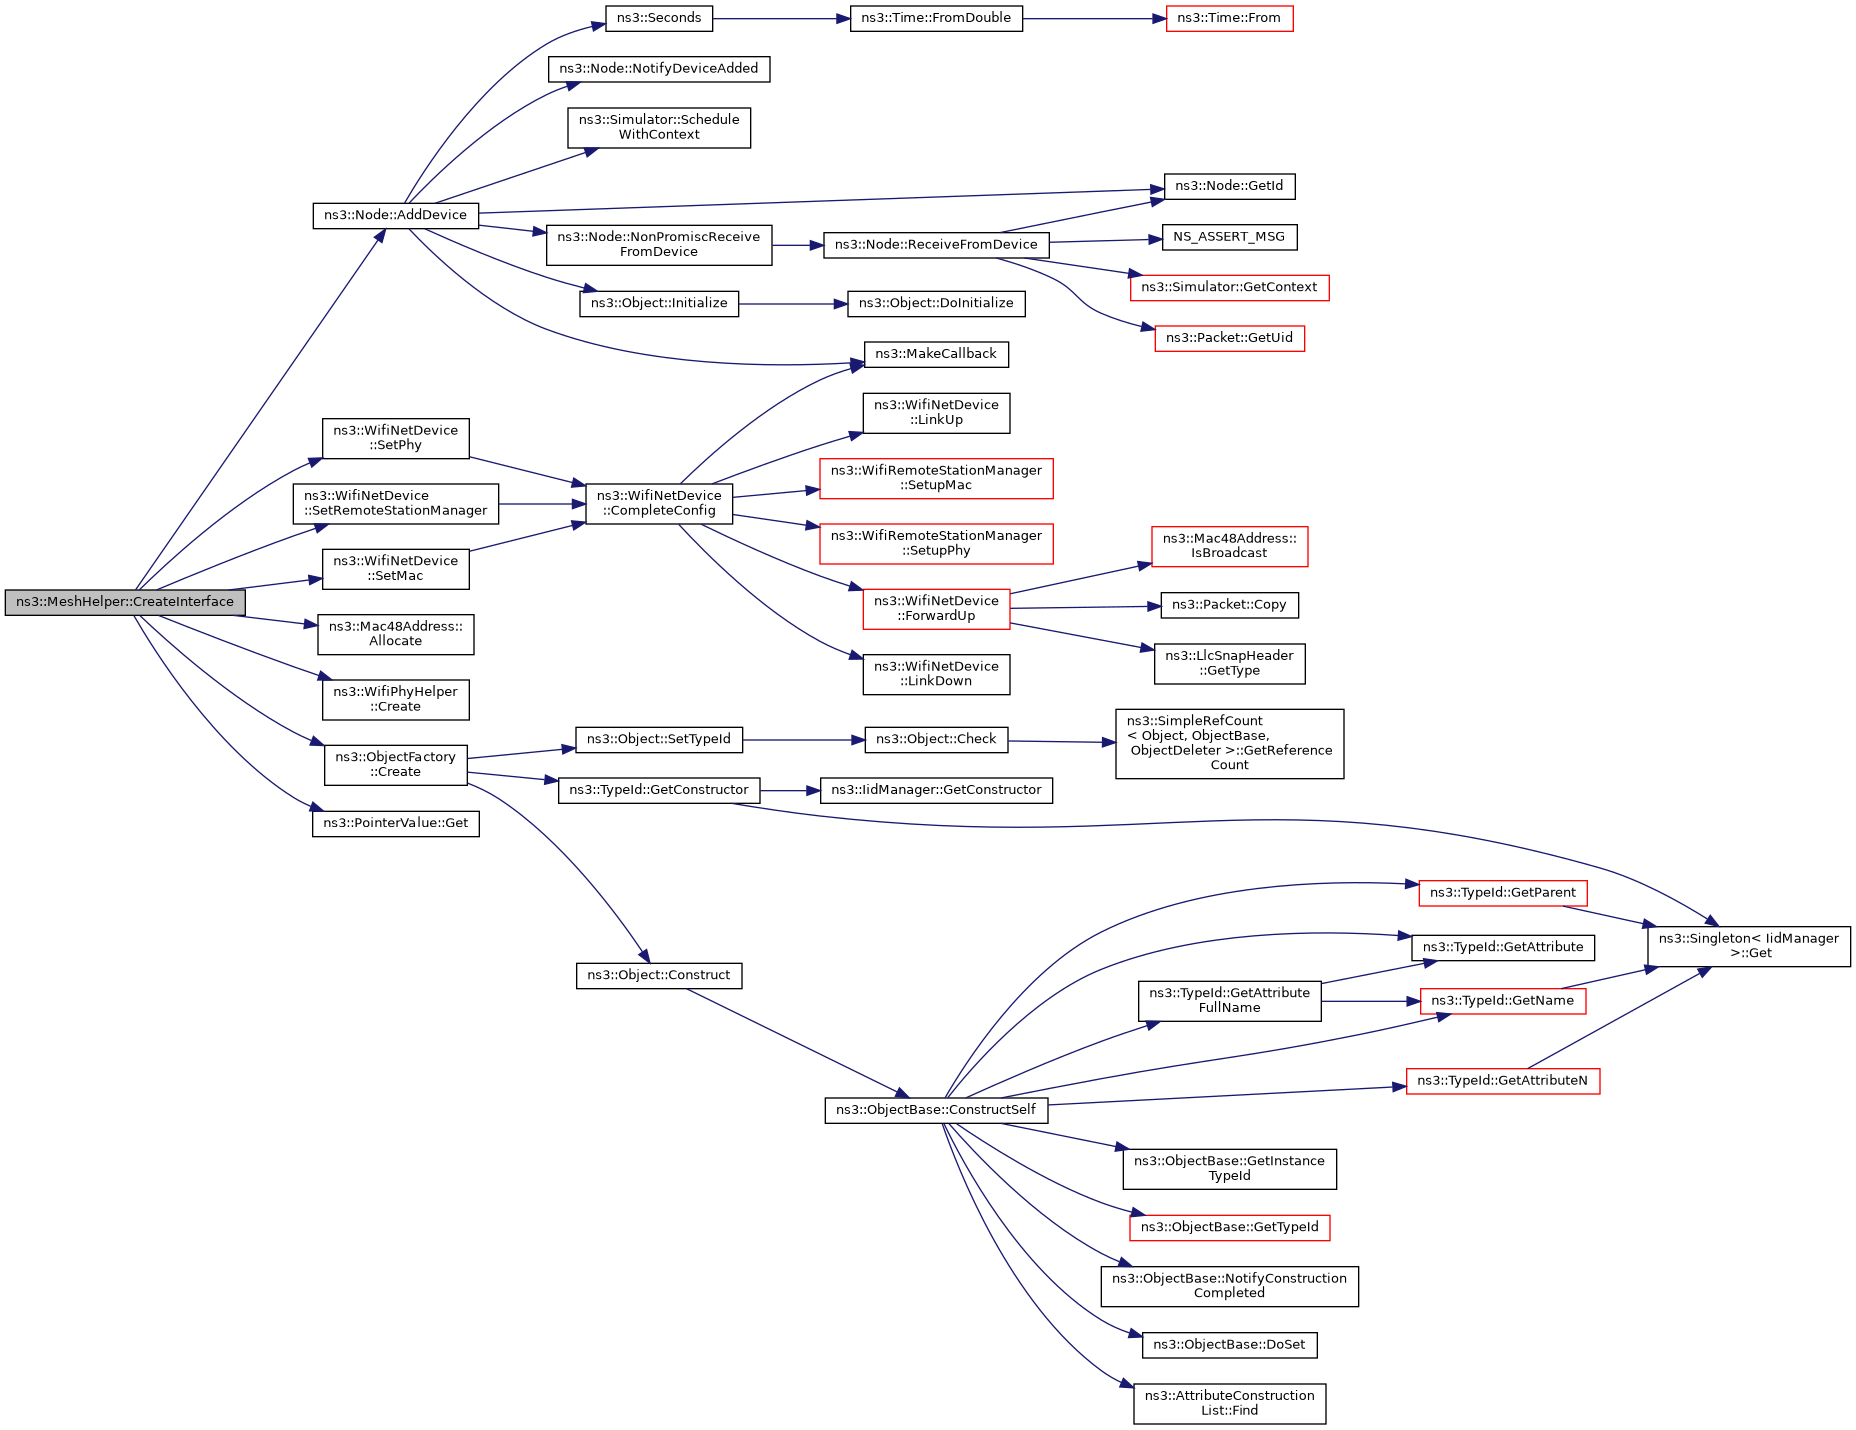 ns3::Seconds
ns3::Time::FromDouble
ns3::Time::From
ns3::Node::NotifyDeviceAdded
ns3::Simulator::Schedule
WithContext
ns3::Node::GetId
ns3::Node::AddDevice
ns3::Node::NonPromiscReceive
FromDevice
ns3::Node::ReceiveFromDevice
NS_ASSERT_MSG
ns3::Simulator::GetContext
ns3::Object::Initialize
ns3::Object::DoInitialize
ns3::Packet::GetUid
ns3::MakeCallback
ns3::WifiNetDevice
::LinkUp
ns3::WifiNetDevice
::SetPhy
ns3::WifiRemoteStationManager
::SetupMac
ns3::WifiNetDevice
::SetRemoteStationManager
ns3::WifiNetDevice
::CompleteConfig
ns3::WifiRemoteStationManager
::SetupPhy
ns3::Mac48Address::
IsBroadcast
ns3::WifiNetDevice
::SetMac
ns3::MeshHelper::CreateInterface
ns3::WifiNetDevice
::ForwardUp
ns3::Packet::Copy
ns3::Mac48Address::
Allocate
ns3::LlcSnapHeader
::GetType
ns3::WifiNetDevice
::LinkDown
ns3::WifiPhyHelper
::Create
ns3::ObjectFactory
::Create
ns3::Object::SetTypeId
ns3::Object::Check
ns3::SimpleRefCount
< Object, ObjectBase,
ObjectDeleter >::GetReference
Count
ns3::TypeId::GetConstructor
ns3::IidManager::GetConstructor
ns3::PointerValue::Get
ns3::TypeId::GetParent
ns3::TypeId::GetAttribute
ns3::Singleton< IidManager
>::Get
ns3::Object::Construct
ns3::TypeId::GetAttribute
FullName
ns3::TypeId::GetName
ns3::TypeId::GetAttributeN
ns3::ObjectBase::ConstructSelf
ns3::ObjectBase::GetInstance
TypeId
ns3::ObjectBase::GetTypeId
ns3::ObjectBase::NotifyConstruction
Completed
ns3::ObjectBase::DoSet
ns3::AttributeConstruction
List::Find